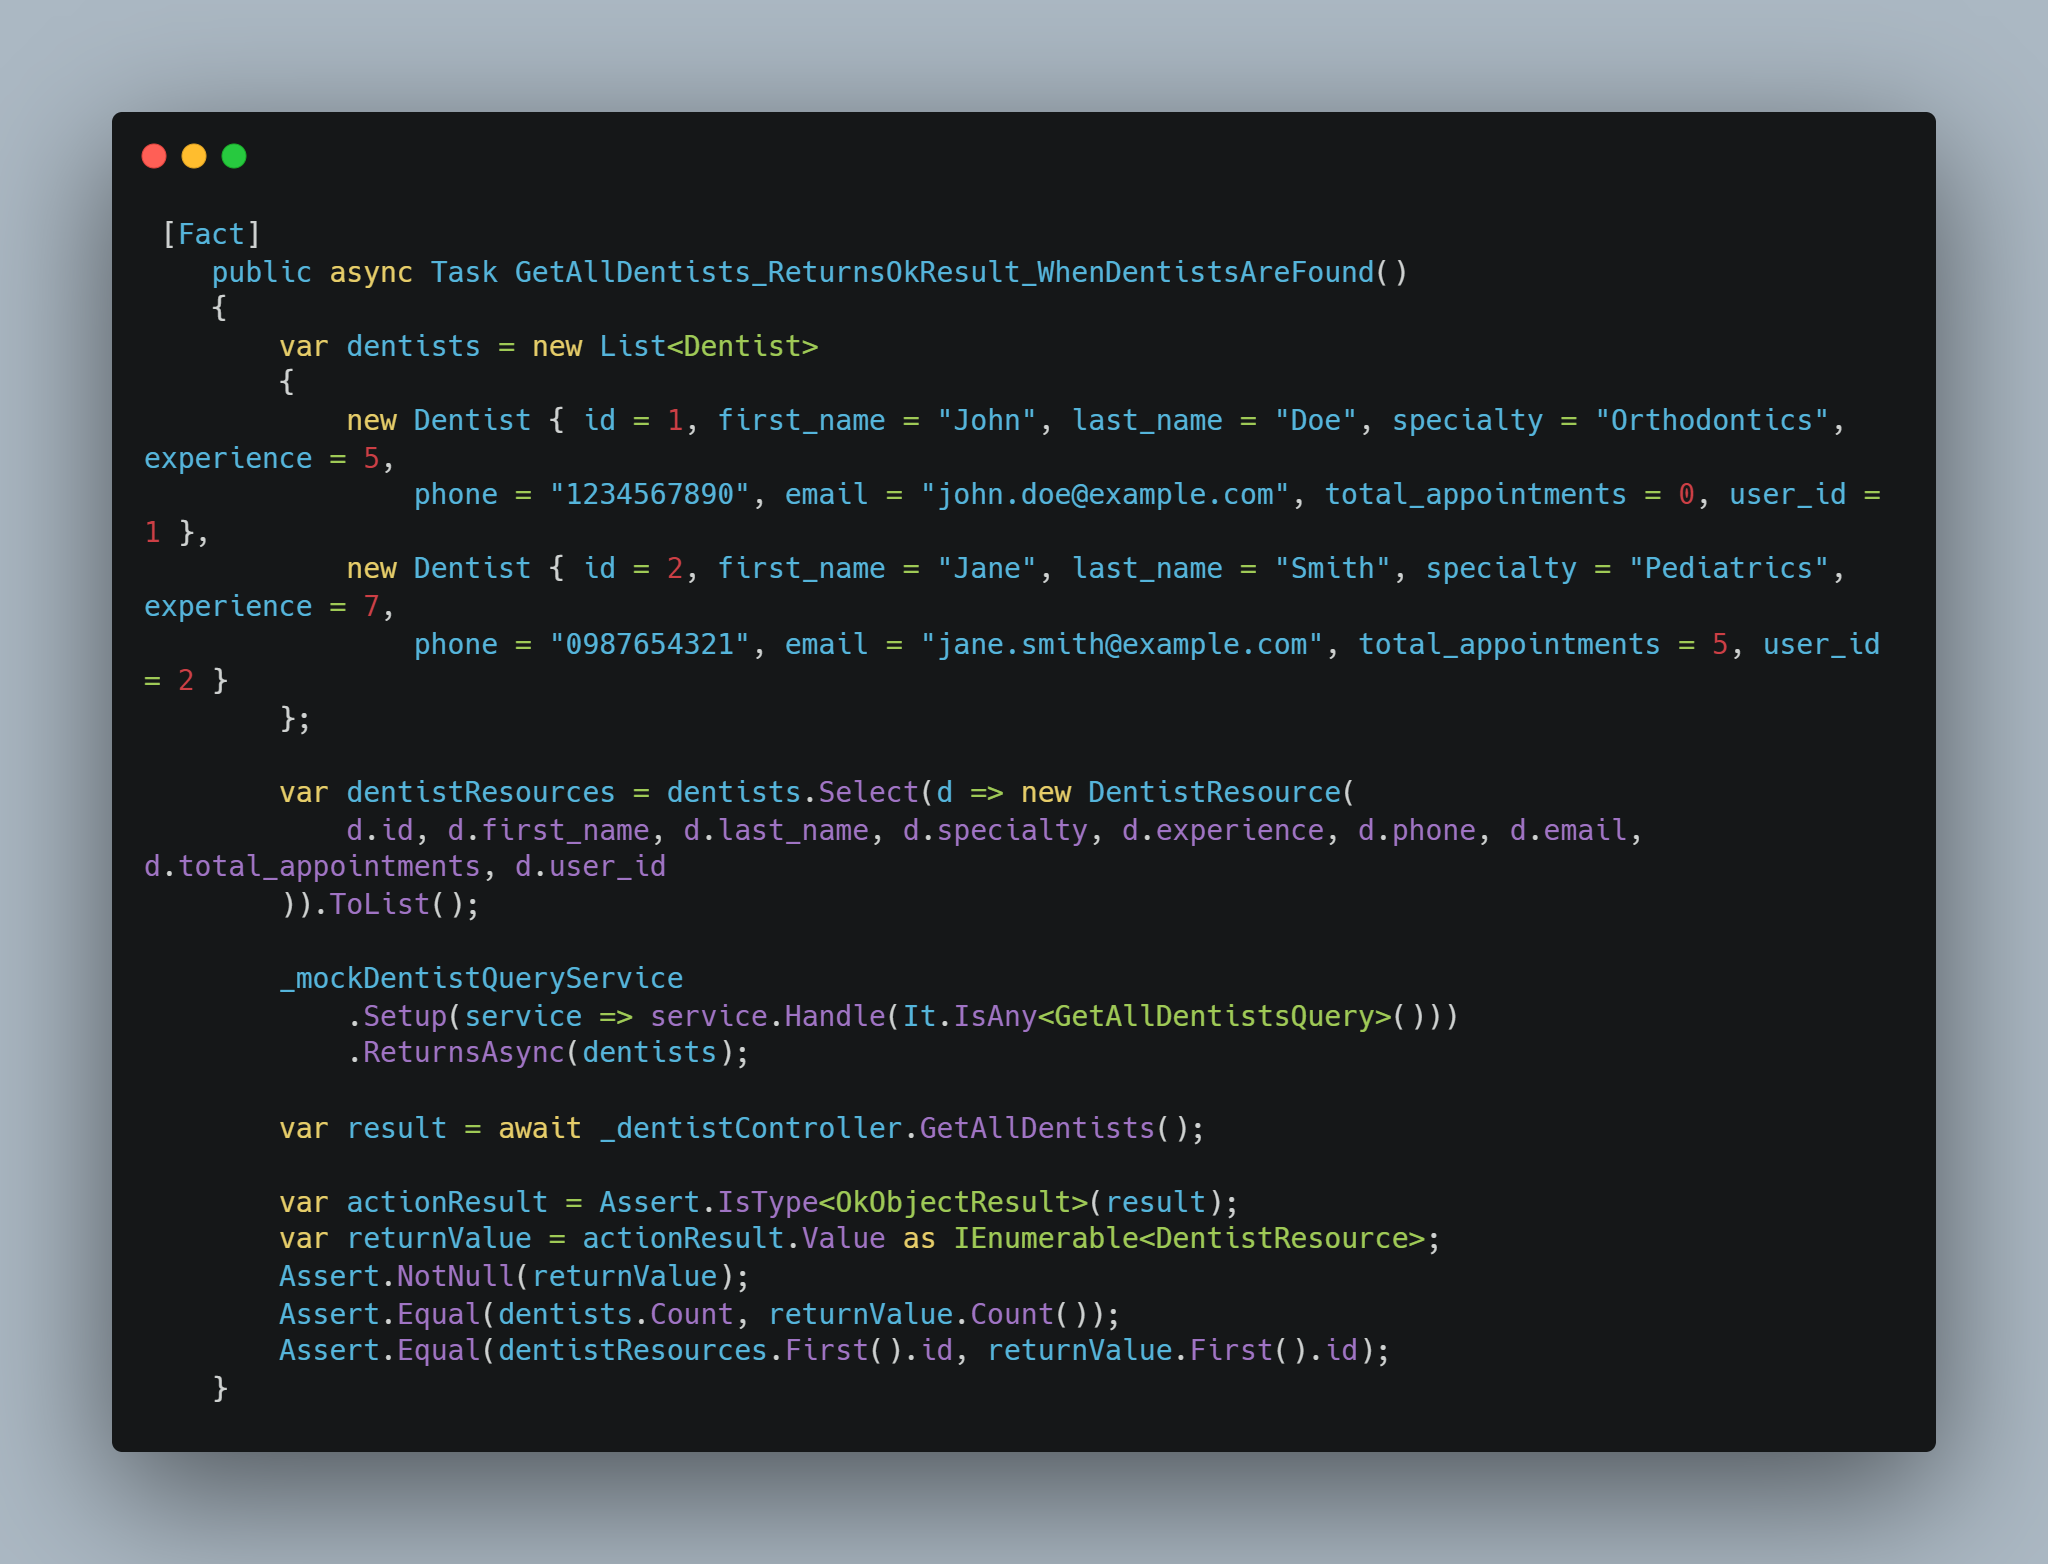 [Fact]
public async Task GetAllDentists_ReturnsOkResult_WhenDentistsAreFound()
{
var dentists = new List<Dentist>
{
new Dentist { id = 1, first_name = "John", last_name = "Doe", specialty = "Orthodontics",
experience = 5,
phone = "1234567890", email = "john.doe@example.com", total_appointments = 0, user_id =
1 },
new Dentist { id = 2, first_name = "Jane", last_name = "Smith", specialty = "Pediatrics",
experience = 7,
phone = "0987654321", email = "jane.smith@example.com", total_appointments = 5, user_id
= 2 }
};
var dentistResources = dentists.Select(d => new DentistResource(
d.id, d.first_name, d.last_name, d.specialty, d.experience, d.phone, d.email,
d.total_appointments, d.user_id
)).ToList();
_mockDentistQueryService
.Setup(service => service.Handle(It.IsAny<GetAllDentistsQuery>()))
.ReturnsAsync(dentists);
var result = await _dentistController.GetAllDentists();
var actionResult = Assert.IsType<OkObjectResult>(result);
var returnValue = actionResult.Value as IEnumerable<DentistResource>;
Assert.NotNull(returnValue);
Assert.Equal(dentists.Count, returnValue.Count());
Assert.Equal(dentistResources.First().id, returnValue.First().id);
}